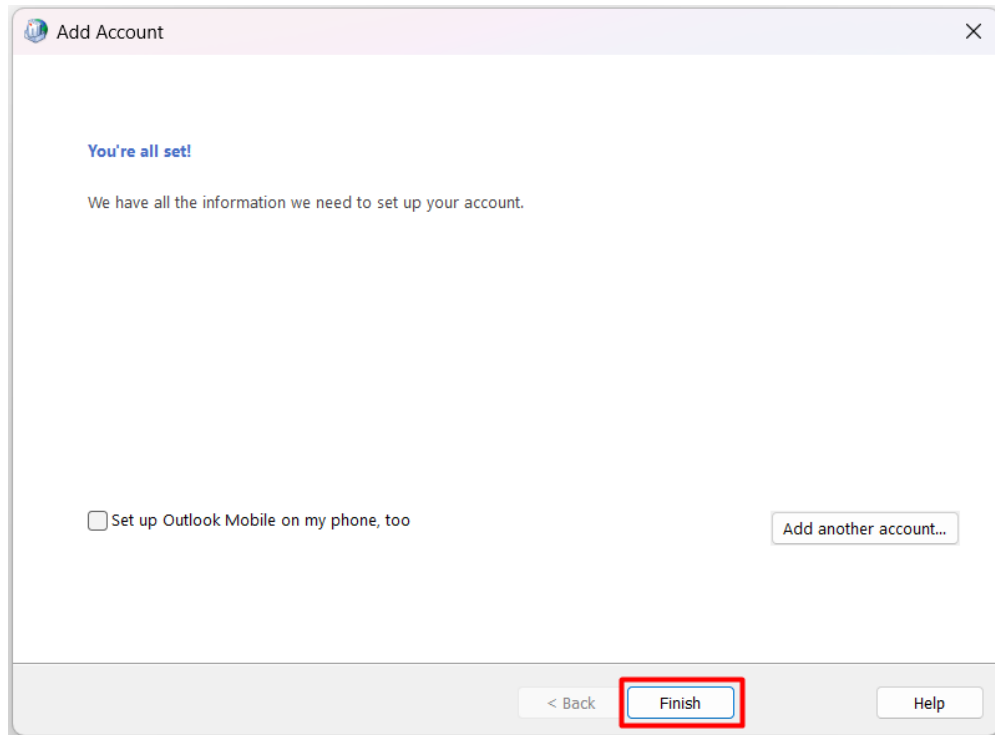 Add Account
You're all set!
We have all the information we need to set up your account.
Set up Outlook Mobile on my phone, too
Add another account...
< Back
Finish
Help